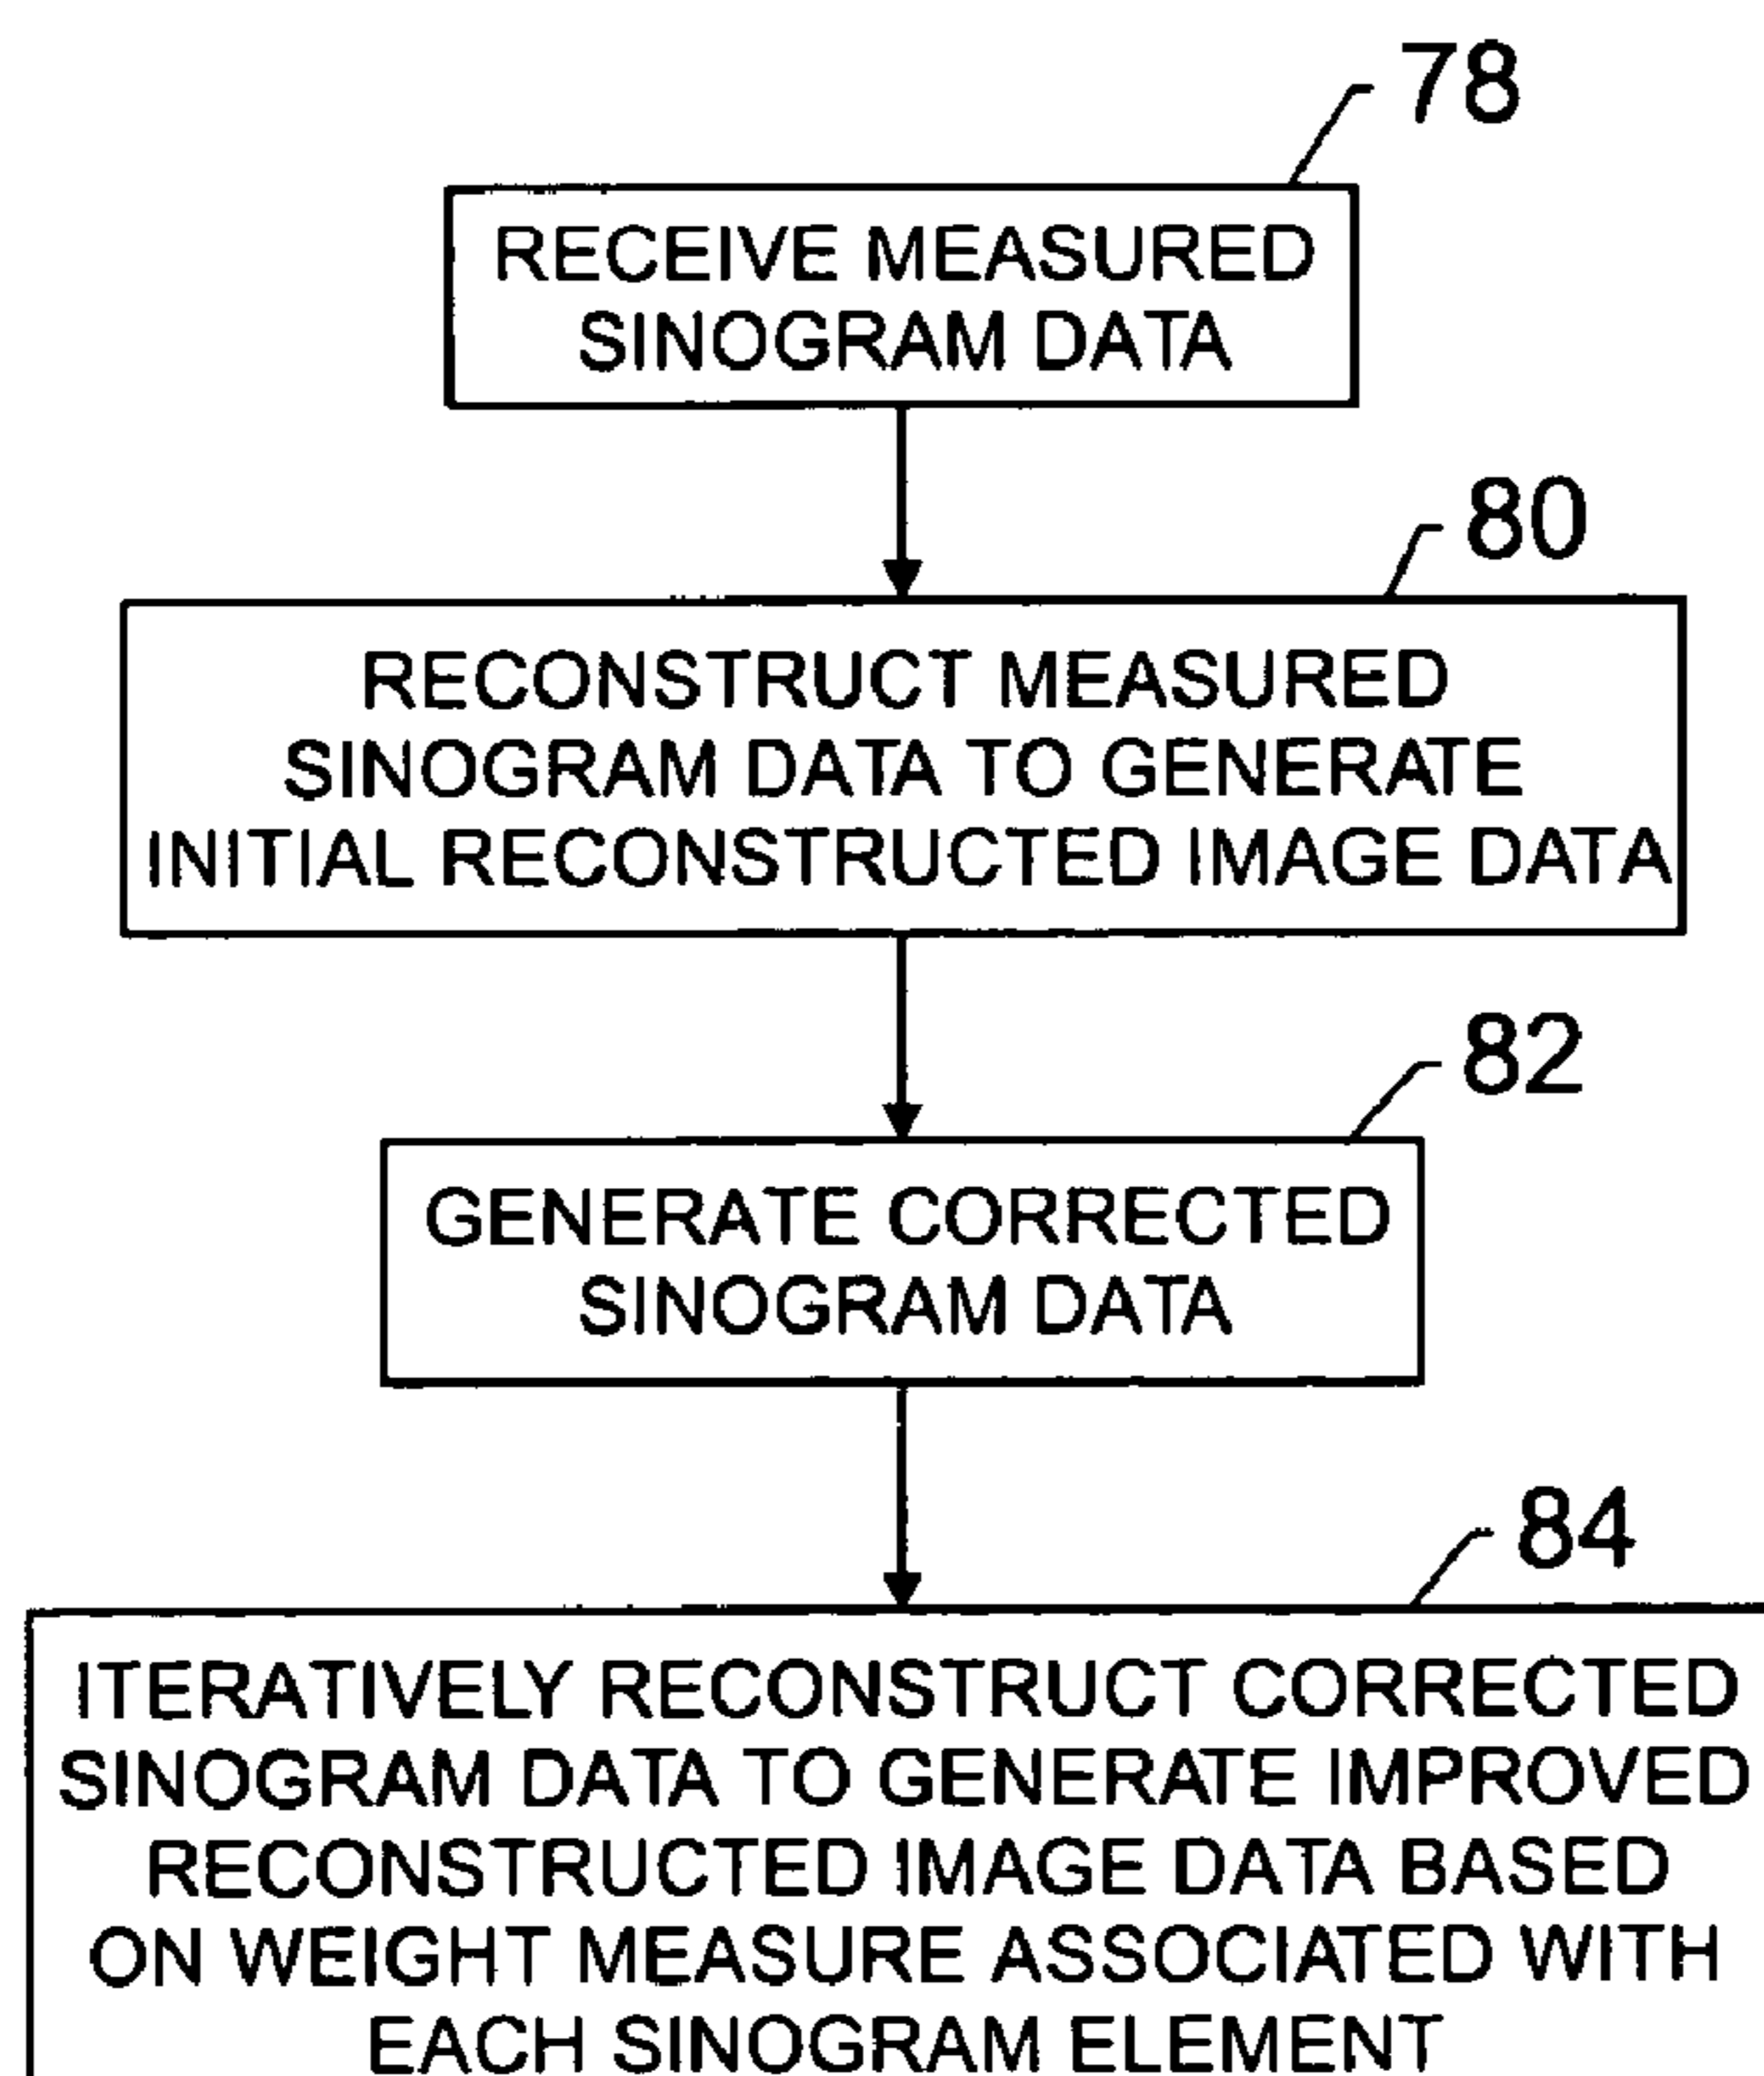 78
RECEIVE MEASURED
SINOGRAM DATA
80
RECONSTRUCT MEASURED
SINOGRAM DATA TO GENERATE
INITIAL RECONSTRUCTED IMAGE DATA
82
GENERATE CORRECTED
SINOGRAM DATA
84
ITERATIVELY RECONSTRUCT CORRECTED
SINOGRAM DATA TO GENERATE IMPROVED
RECONSTRUCTED IMAGE DATA BASED
ON WEIGHT MEASURE ASSOCIATED WITH
EACH SINOGRAM ELEMENT